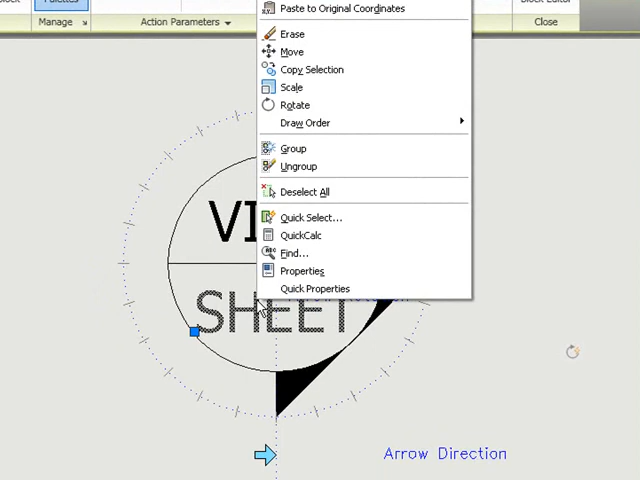 Manage
Action Parameters
Close
Paste to Original Coordinates
Erase
Move
Copy Selection
Scale
Rotate
Draw Order
Group
Ungroup
Deselect All
Quick Select...
QuickCalc
Find...
Properties
Quick Properties
SHEET
Arrow Direction